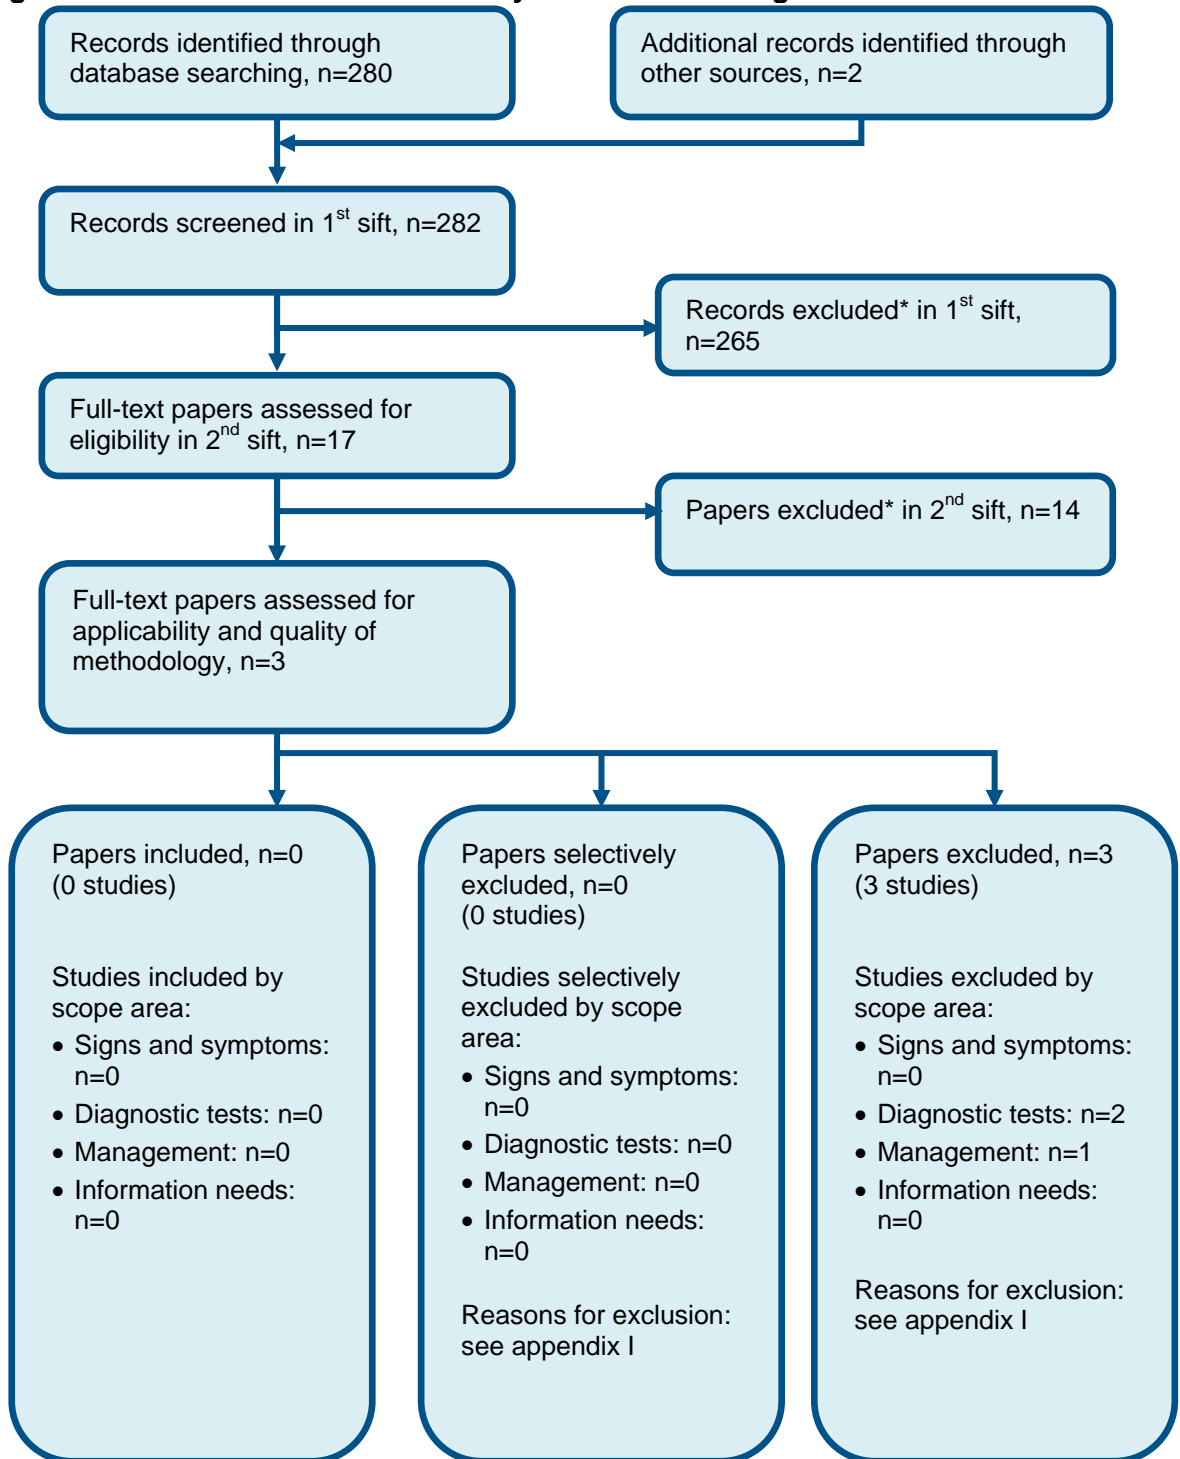 Records identified through
database searching, n=280
Additional records identified through
other sources, n=2
Records screened in 1st sift, n=282
Records excluded* in 1st sift,
n=265
Full-text papers assessed for
eligibility in 2nd sift, n=17
Papers excluded* in 2nd sift, n=14
Full-text papers assessed for
applicability and quality of
methodology, n=3
Papers included, n=0
(0 studies)
Studies included by
scope area:
• Signs and symptoms:
n=0
• Diagnostic tests: n=0
• Management: n=0
• Information needs:
n=0
Papers selectively
excluded, n=0
(0 studies)
Studies selectively
excluded by scope
area:
• Signs and symptoms:
n=0
• Diagnostic tests: n=0
• Management: n=0
• Information needs:
n=0
Reasons for exclusion:
see appendix I
Papers excluded, n=3
(3 studies)
Studies excluded by
scope area:
• Signs and symptoms:
n=0
• Diagnostic tests: n=2
• Management: n=1
• Information needs:
n=0
Reasons for exclusion:
see appendix I